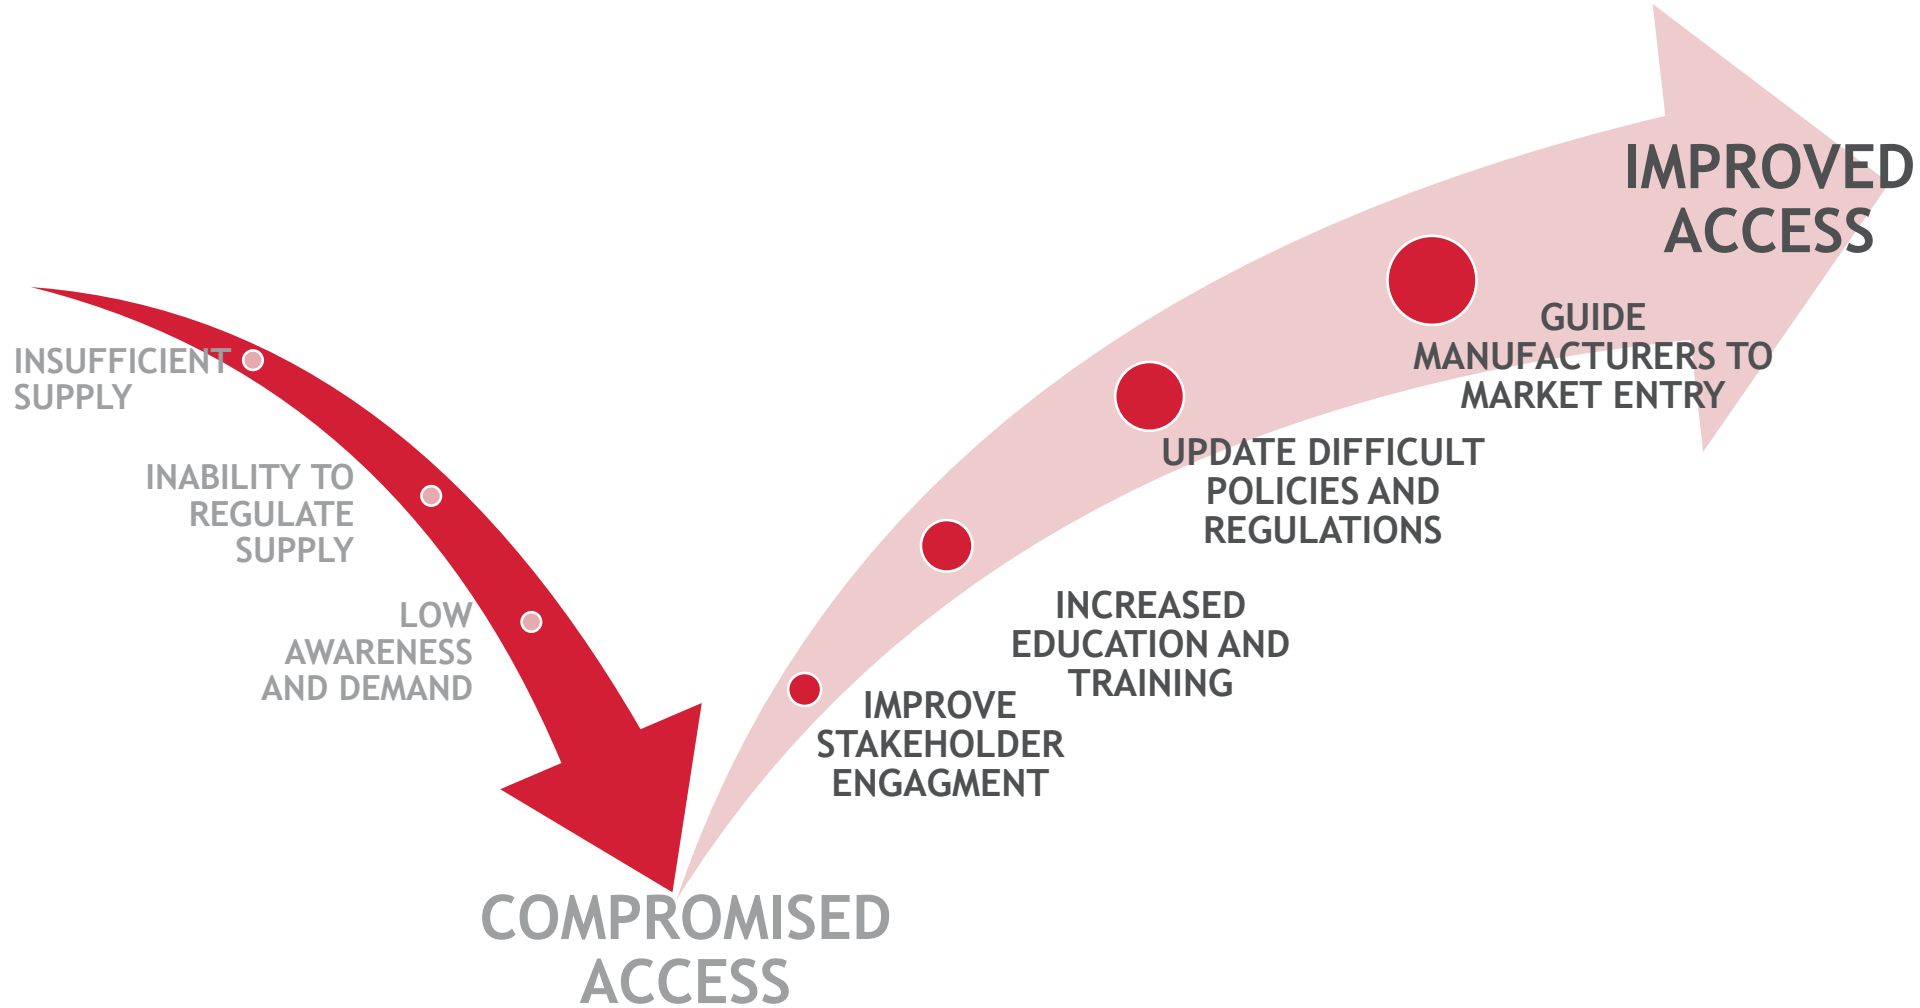 INSUFFICIENT
SUPPLY
INABILITY TO
REGULATE
SUPPLY
LOW
AWARENESS
AND DEMAND
COMPROMISED
ACCESS
IMPROVE
STAKEHOLDER
ENGAGMENT
INCREASED
EDUCATION AND
TRAINING
UPDATE DIFFICULT
POLICIES AND
REGULATIONS
GUIDE
MANUFACTURERS TO
MARKET ENTRY
IMPROVED
ACCESS